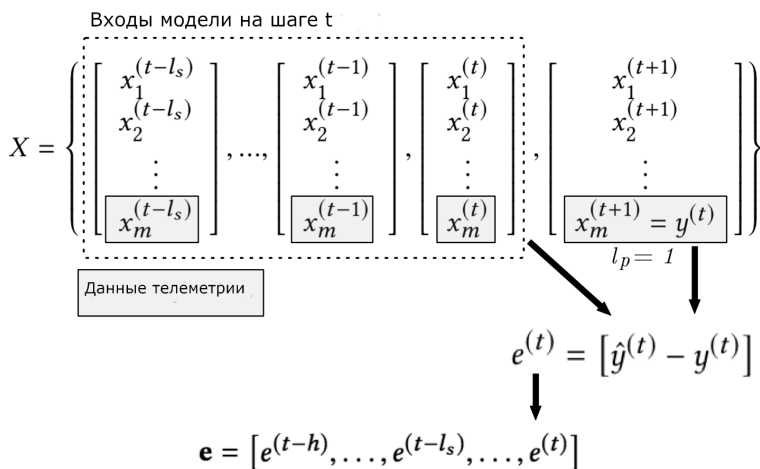 Входы модели на шаге t
X = { [ x_1^{(t-l_s)} x_2^{(t-l_s)} ⋮ x_m^{(t-l_s)} ] , ..., [ x_1^{(t-1)} x_2^{(t-1)} ⋮ x_m^{(t-1)} ] , [ x_1^{(t)} x_2^{(t)} ⋮ x_m^{(t)} ] , [ x_1^{(t+1)} x_2^{(t+1)} ⋮ x_m^{(t+1)} = y^{(t)} ] }
l_p = 1
Данные телеметрии
e^{(t)} = [ŷ^{(t)} − y^{(t)}]
e = [e^{(t-h)}, . . . , e^{(t-l_s)}, . . . , e^{(t)}]